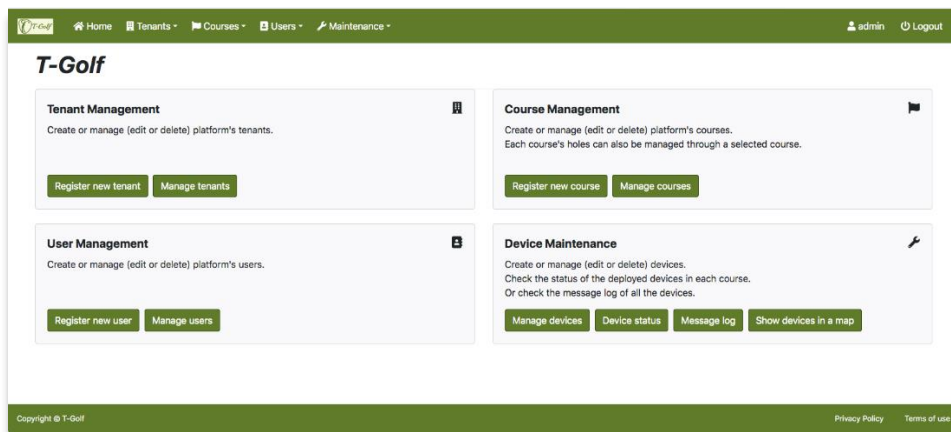 T-Golf
Home Tenants Courses Users Maintenance admin Logout
T-Golf
Tenant Management
Create or manage (edit or delete) platform's tenants.
Register new tenant Manage tenants
Course Management
Create or manage (edit or delete) platform's courses.
Each course's holes can also be managed through a selected course.
Register new course Manage courses
User Management
Create or manage (edit or delete) platform's users.
Register new user Manage users
Device Maintenance
Create or manage (edit or delete) devices.
Check the status of the deployed devices in each course.
Or check the message log of all the devices.
Manage devices Device status Message log Show devices in a map
Copyright © T-Golf Privacy Policy Terms of use